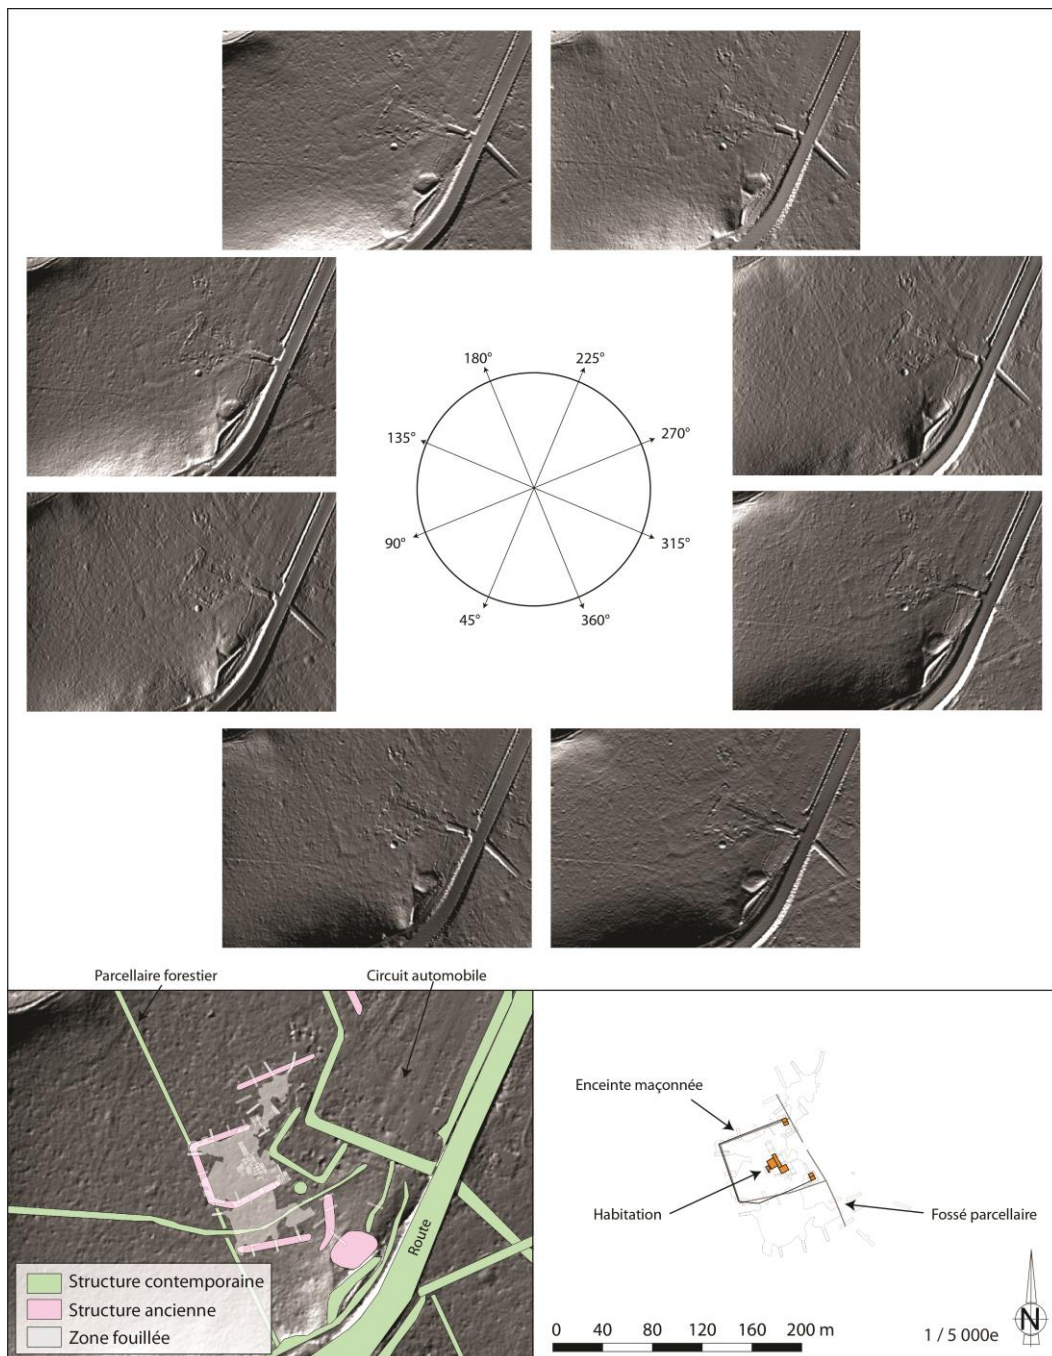 180°
225°
135°
270°
90°
315°
45°
360°
Parcellaire forestier
Circuit automobile
Route
Structure contemporaine
Structure ancienne
Zone fouillée
Enceinte maçonnée
Habitation
Fossé parcellaire
0 40 80 120 160 200 m
1 / 5 000e
N